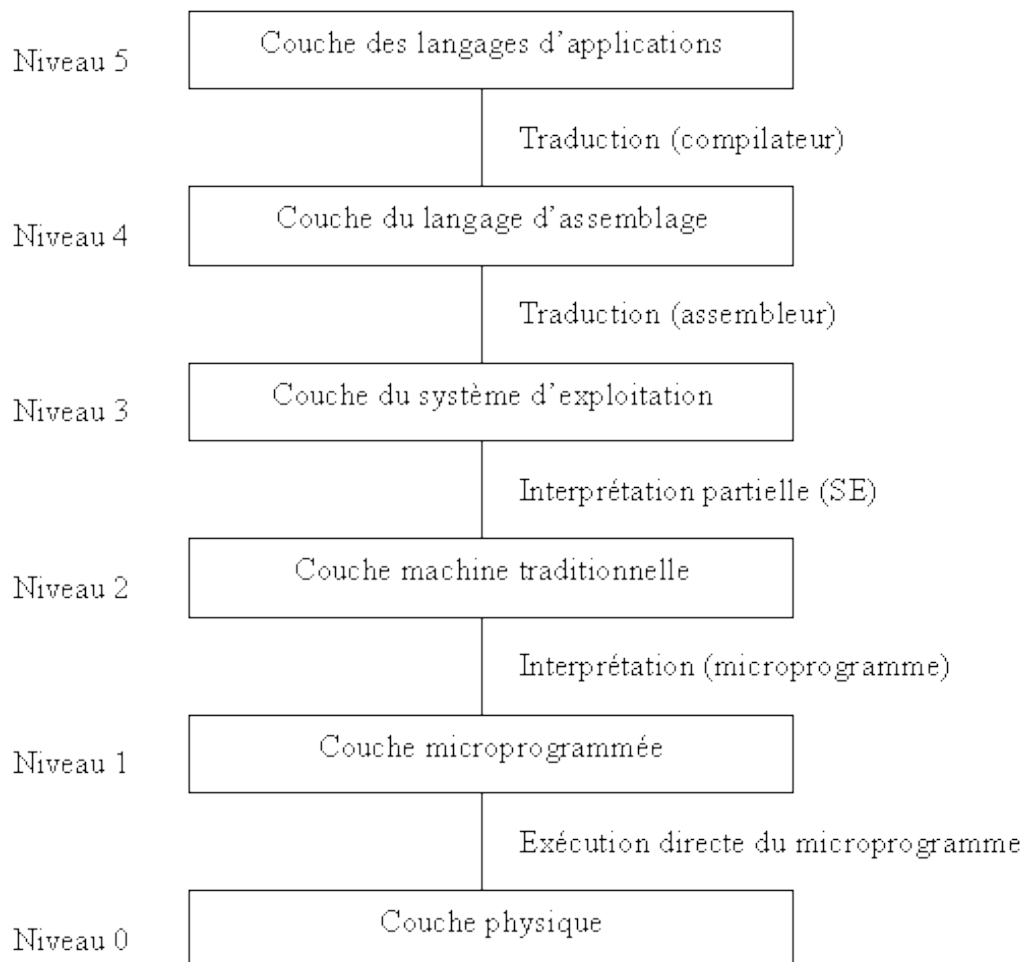 Couche des langages d'applications
Niveau 5
Traduction (compilateur)
Couche du langage d'assemblage
Niveau 4
Traduction (assembleur)
Couche du système d'exploitation
Niveau 3
Interprétation partielle (SE)
Couche machine traditionnelle
Niveau 2
Interprétation (microprogramme)
Couche microprogrammée
Niveau 1
Exécution directe du microprogramme
Couche physique
Niveau 0